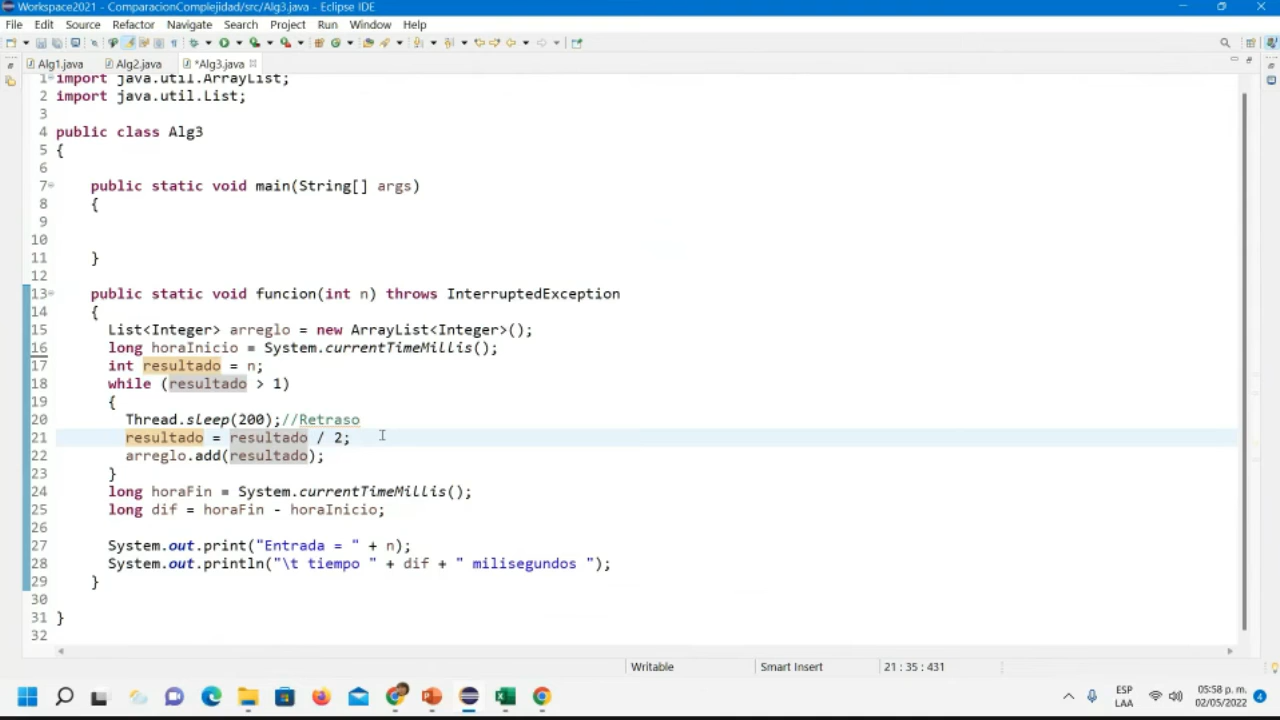 Workspace2021 - ComparacionComplejidad/src/Alg3.java - Eclipse IDE
File Edit Source Refactor Navigate Search Project Run Window Help
Alg1.java Alg2.java *Alg3.java
1 import java.util.ArrayList;
2 import java.util.List;
3
4 public class Alg3
5 {
6
7 public static void main(String[] args)
8 {
9
10
11 }
12
13 public static void funcion(int n) throws InterruptedException
14 {
15 List<Integer> arreglo = new ArrayList<Integer>();
16 long horaInicio = System.currentTimeMillis();
17 int resultado = n;
18 while (resultado > 1)
19 {
20 Thread.sleep(200);//Retraso
21 resultado = resultado / 2;
22 arreglo.add(resultado);
23 }
24 long horaFin = System.currentTimeMillis();
25 long dif = horaFin - horaInicio;
26
27 System.out.print("Entrada = " + n);
28 System.out.println("\t tiempo " + dif + " milisegundos ");
29 }
30
31 }
32
Writable Smart Insert 21 : 35 : 431
ESP
LAA
05:58 p. m.
02/05/2022
4